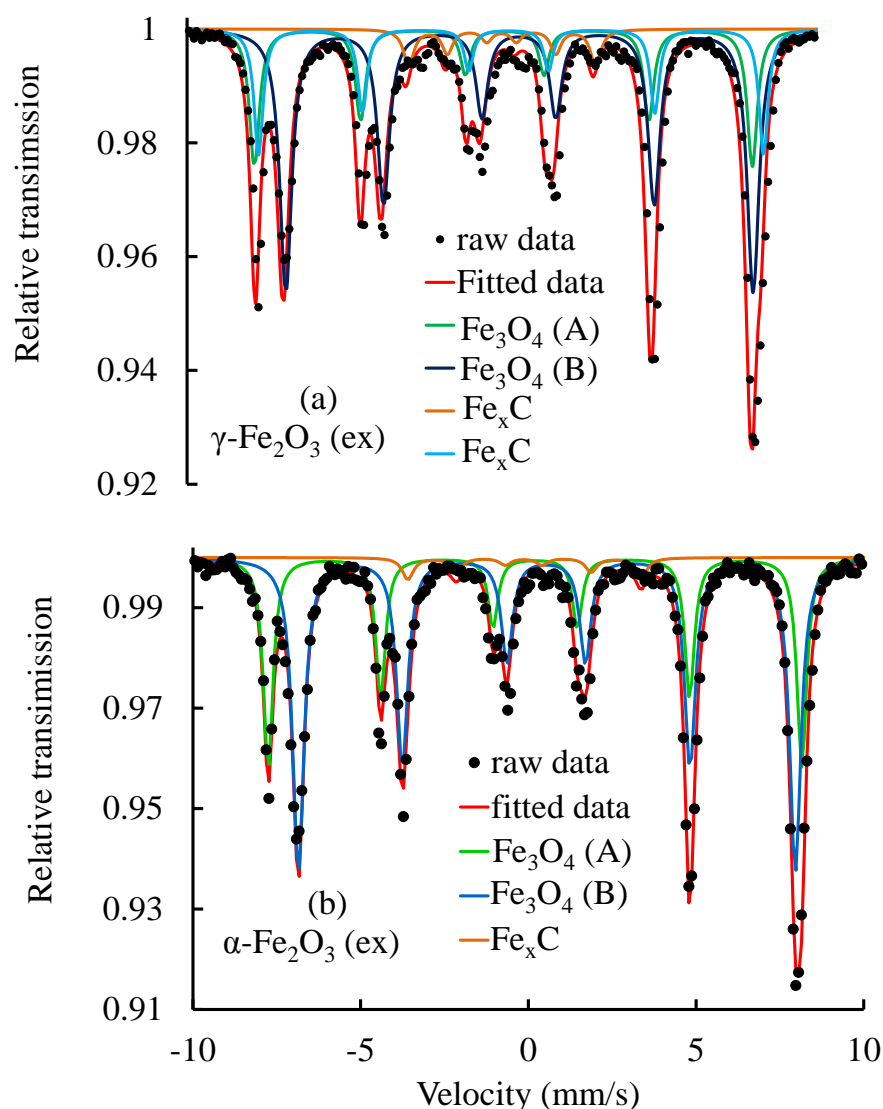 1
0.98
0.96
0.94
0.92
Relative transimssion
raw data
Fitted data
Fe₃O₄ (A)
Fe₃O₄ (B)
FeₓC
FeₓC
(a)
γ-Fe₂O₃ (ex)
0.99
0.97
0.95
0.93
0.91
Relative transimission
raw data
fitted data
Fe₃O₄ (A)
Fe₃O₄ (B)
FeₓC
(b)
α-Fe₂O₃ (ex)
-10 -5 0 5 10
Velocity (mm/s)